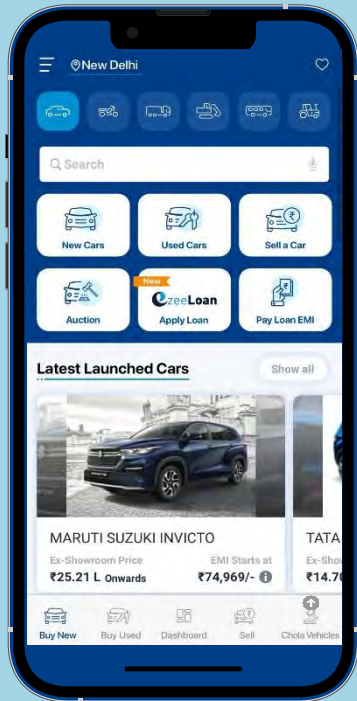 New Delhi
Search
New Cars
Used Cars
Sell a Car
New
ezeeLoan
Auction
Apply Loan
Pay Loan EMI
Latest Launched Cars
Show all
MARUTI SUZUKI INVICTO
TATA
Ex-Showroom Price
EMI Starts at
Ex-Sho
₹25.21 L Onwards
₹74,969/-
₹14.70
Buy New
Buy Used
Dashboard
Sell
Chola Vehicles